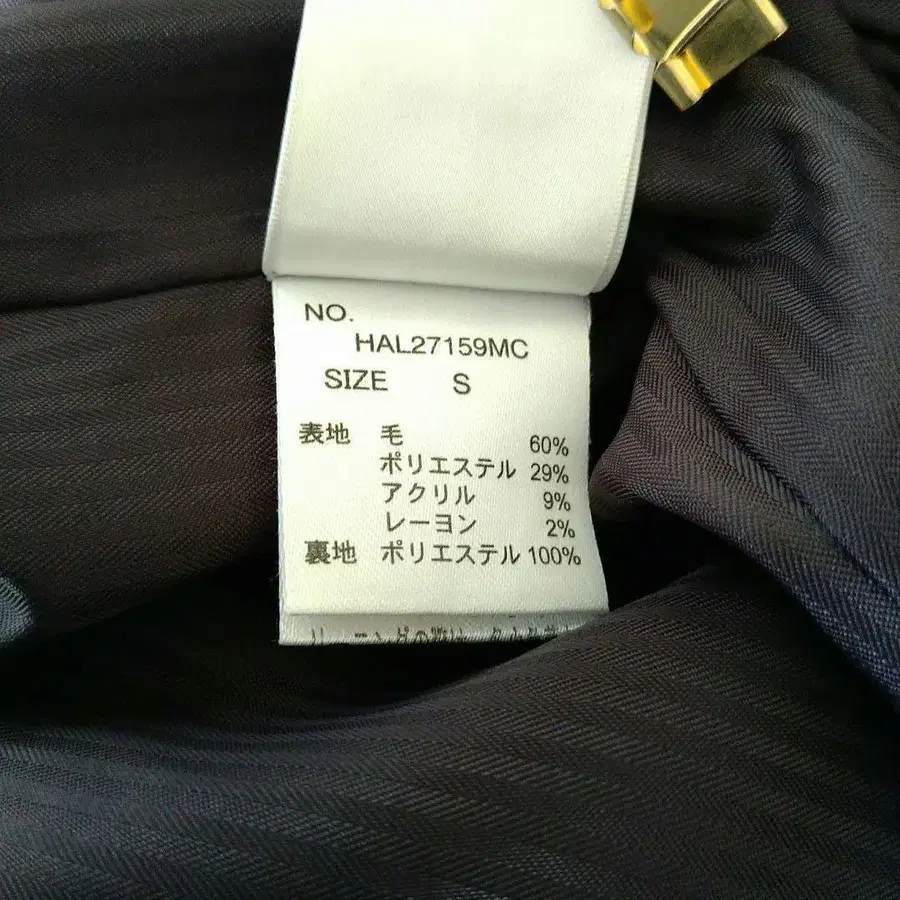 NO.
HAL27159MC
SIZE S
表地 毛 60%
ポリエステル 29%
アクリル 9%
レーヨン 2%
裏地 ポリエステル 100%